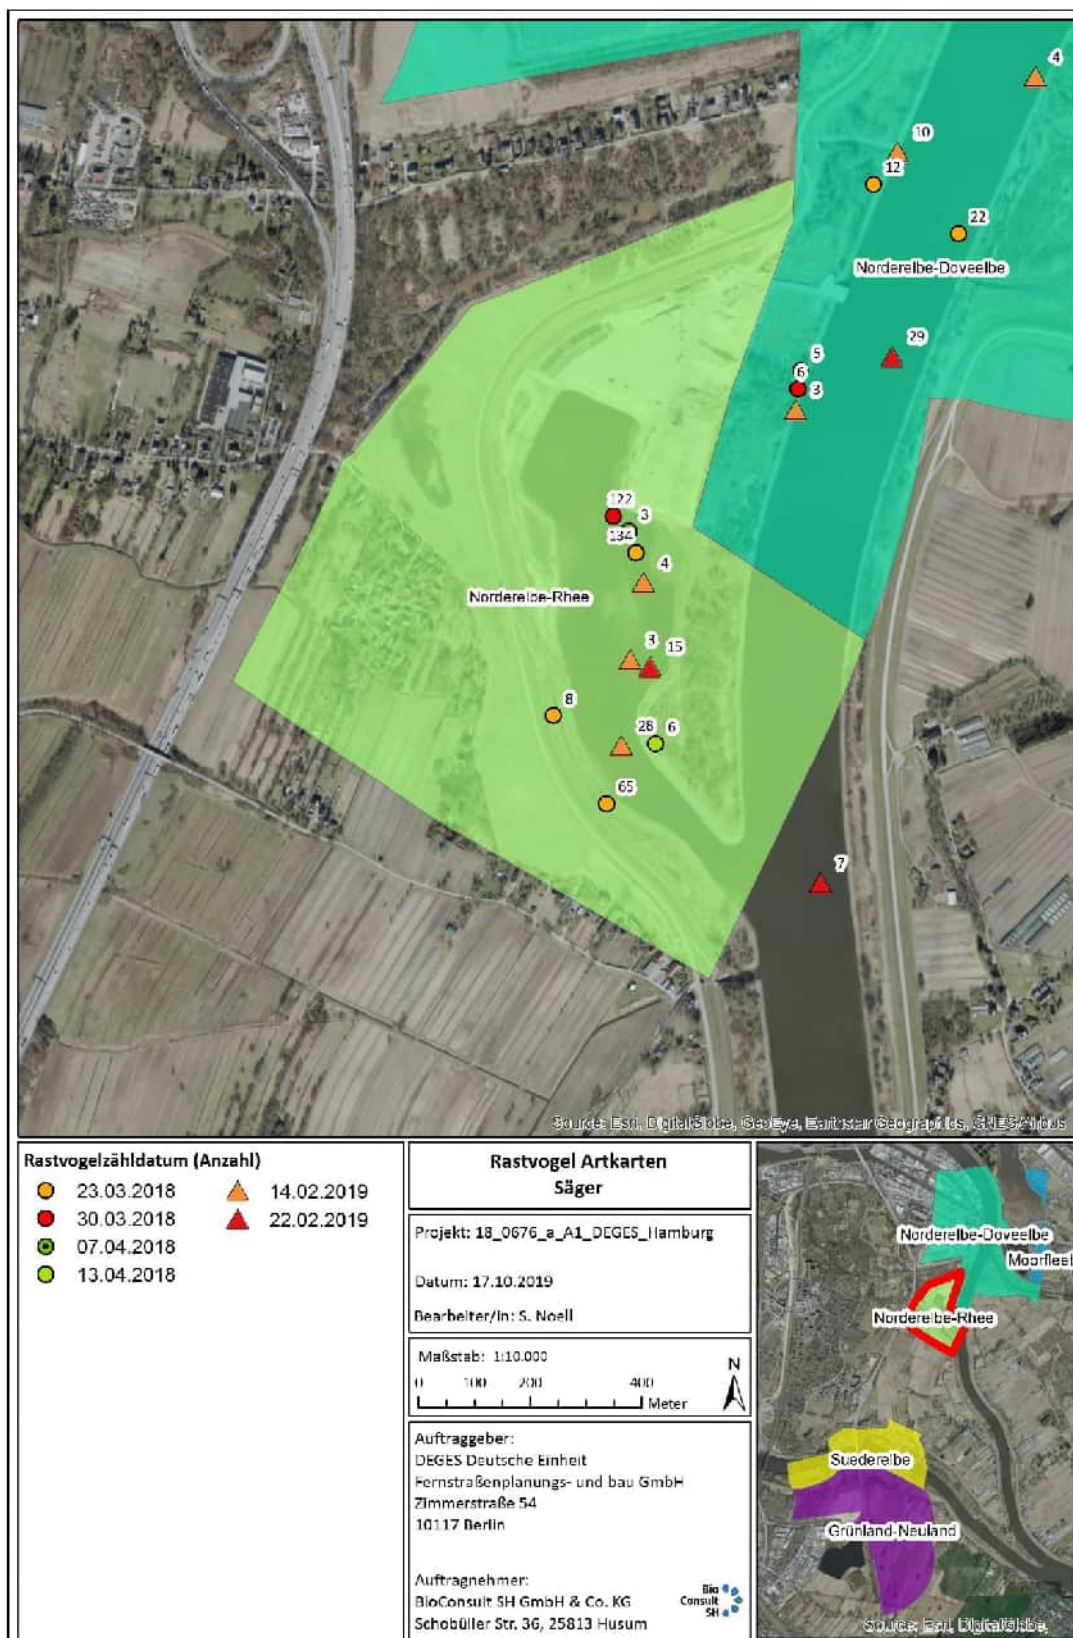 4
10
12
22
Norderelbe-Doveelbe
29
5
6
3
122
3
134
4
Norderelbe-Rhee
3
15
8
28
6
65
7
Source: Esri, DigitalGlobe, GeoEye, Earthstar Geographics, CNES/Airbus
Rastvogelzähldatum (Anzahl)
23.03.2018
14.02.2019
30.03.2018
22.02.2019
07.04.2018
13.04.2018
Rastvogel Artkarten
Säger
Projekt: 18_0676_a_A1_DEGES_Hamburg
Datum: 17.10.2019
Bearbeiter/in: S. Noell
Maßstab: 1:10.000
N
0 100 200 400
Meter
Auftraggeber:
DEGES Deutsche Einheit
Fernstraßenplanungs- und bau GmbH
Zimmerstraße 54
10117 Berlin
Auftragnehmer:
BioConsult SH GmbH & Co. KG
Schobüller Str. 36, 25813 Husum
Bio
Consult
SH
Norderelbe-Doveelbe
Moorfleet
Norderelbe-Rhee
Suederelbe
Grünland-Neuland
Source: Esri, DigitalGlobe,